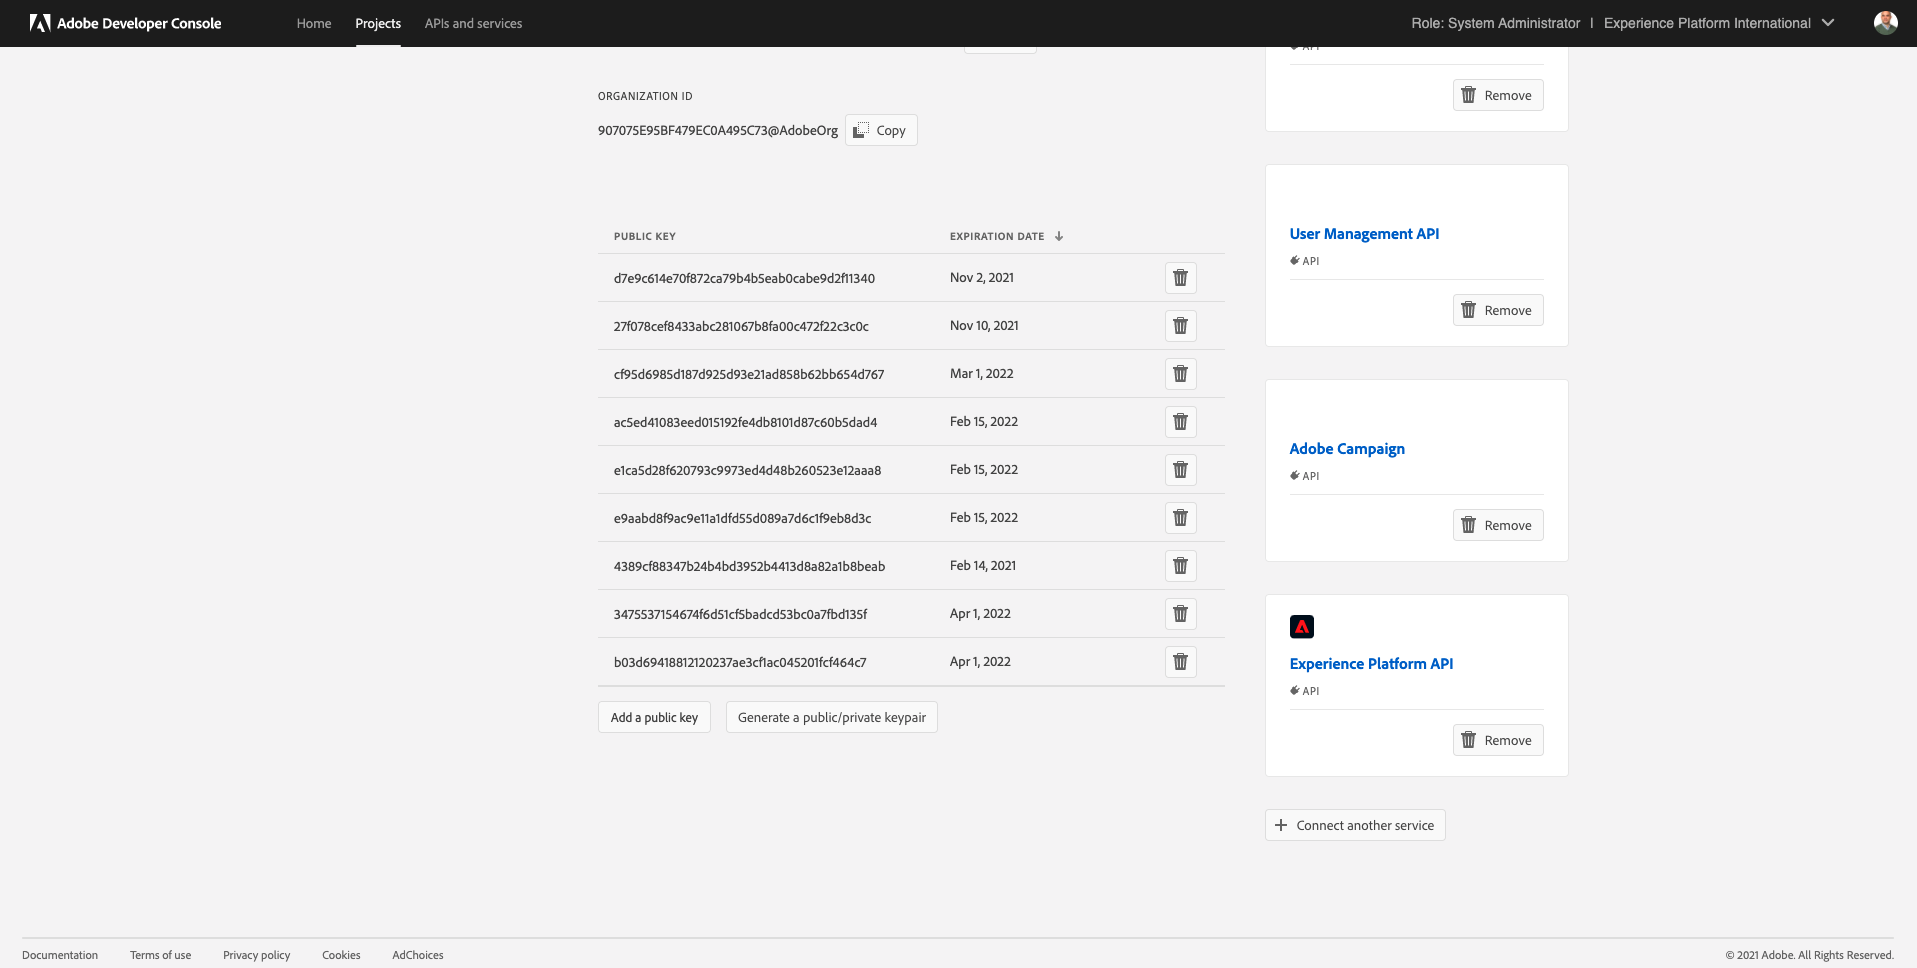 Adobe Developer Console
Home
Projects
APIs and services
Role: System Administrator | Experience Platform International
ORGANIZATION ID
907075E95BF479EC0A495C73@AdobeOrg
Copy
PUBLIC KEY
EXPIRATION DATE
d7e9c614e70f872ca79b4b5eab0cabe9d2f11340
Nov 2, 2021
27f078cef8433abc281067b8fa00c472f22c3c0c
Nov 10, 2021
cf95d6985d187d925d93e21ad858b62bb654d767
Mar 1, 2022
ac5ed41083eed015192fe4db8101d87c60b5dad4
Feb 15, 2022
e1ca5d28f620793c9973ed4d48b260523e12aaa8
Feb 15, 2022
e9aabd8f9ac9e11a1dfd55d089a7d6c1f9eb8d3c
Feb 15, 2022
4389cf88347b24b4bd3952b4413d8a82a1b8beab
Feb 14, 2021
3475537154674f6d51cf5badcd53bc0a7fbd135f
Apr 1, 2022
b03d69418812120237ae3cf1ac045201fcf464c7
Apr 1, 2022
Add a public key
Generate a public/private keypair
API
Remove
User Management API
API
Remove
Adobe Campaign
API
Remove
Experience Platform API
API
Remove
Connect another service
Documentation
Terms of use
Privacy policy
Cookies
AdChoices
© 2021 Adobe. All Rights Reserved.